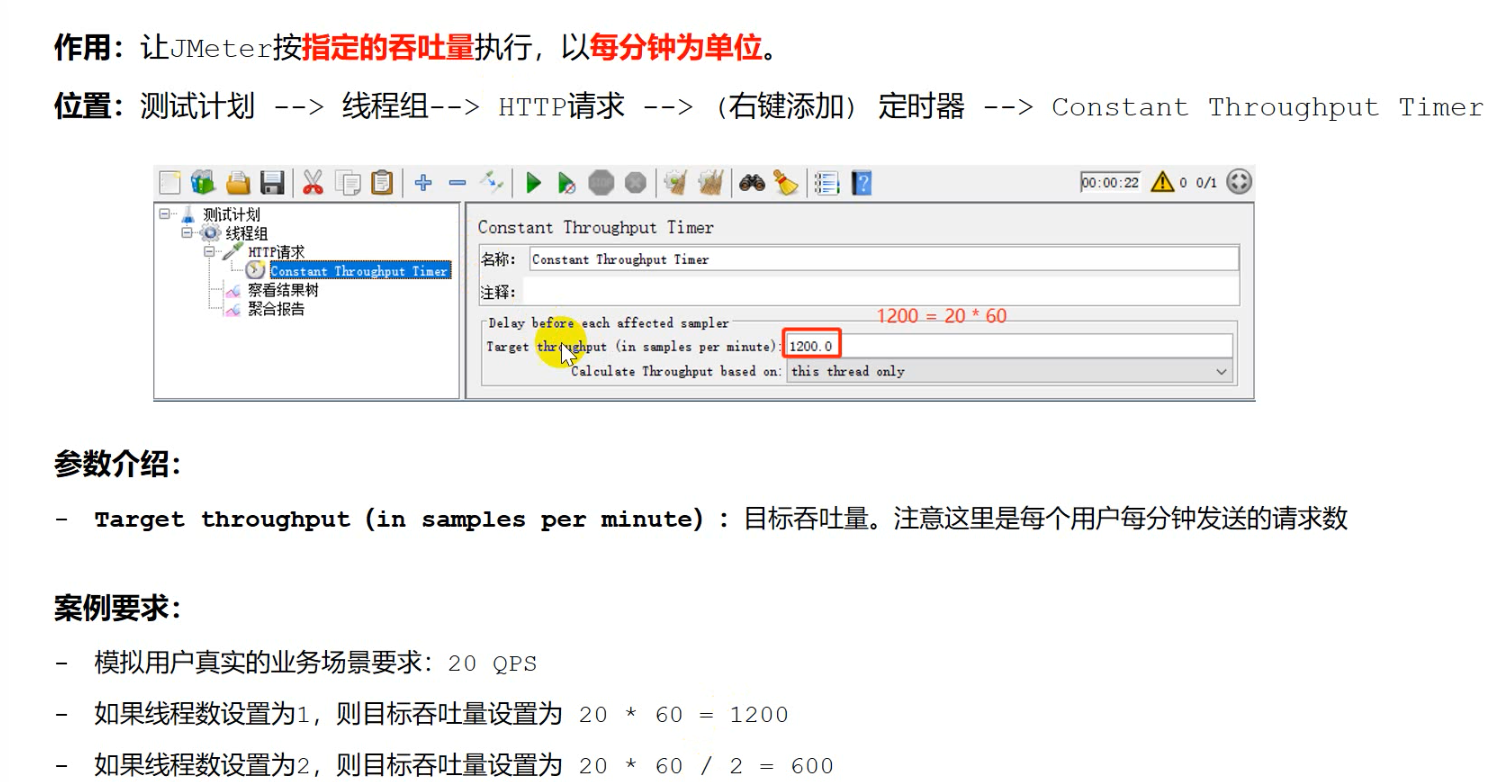 作用：让JMeter按指定的吞吐量执行，以每分钟为单位。
位置：测试计划 --> 线程组--> HTTP请求 --> （右键添加） 定时器 --> Constant Throughput Timer
00:00:22 0 0/1
测试计划
线程组
HTTP请求
Constant Throughput Timer
察看结果树
聚合报告
Constant Throughput Timer
名称： Constant Throughput Timer
注释：
Delay before each affected sampler
1200 = 20 * 60
Target throughput (in samples per minute): 1200.0
Calculate Throughput based on: this thread only
参数介绍：
- Target throughput（in samples per minute）：目标吞吐量。注意这里是每个用户每分钟发送的请求数
案例要求：
- 模拟用户真实的业务场景要求：20 QPS
- 如果线程数设置为1，则目标吞吐量设置为 20 * 60 = 1200
- 如果线程数设置为2，则目标吞吐量设置为 20 * 60 / 2 = 600